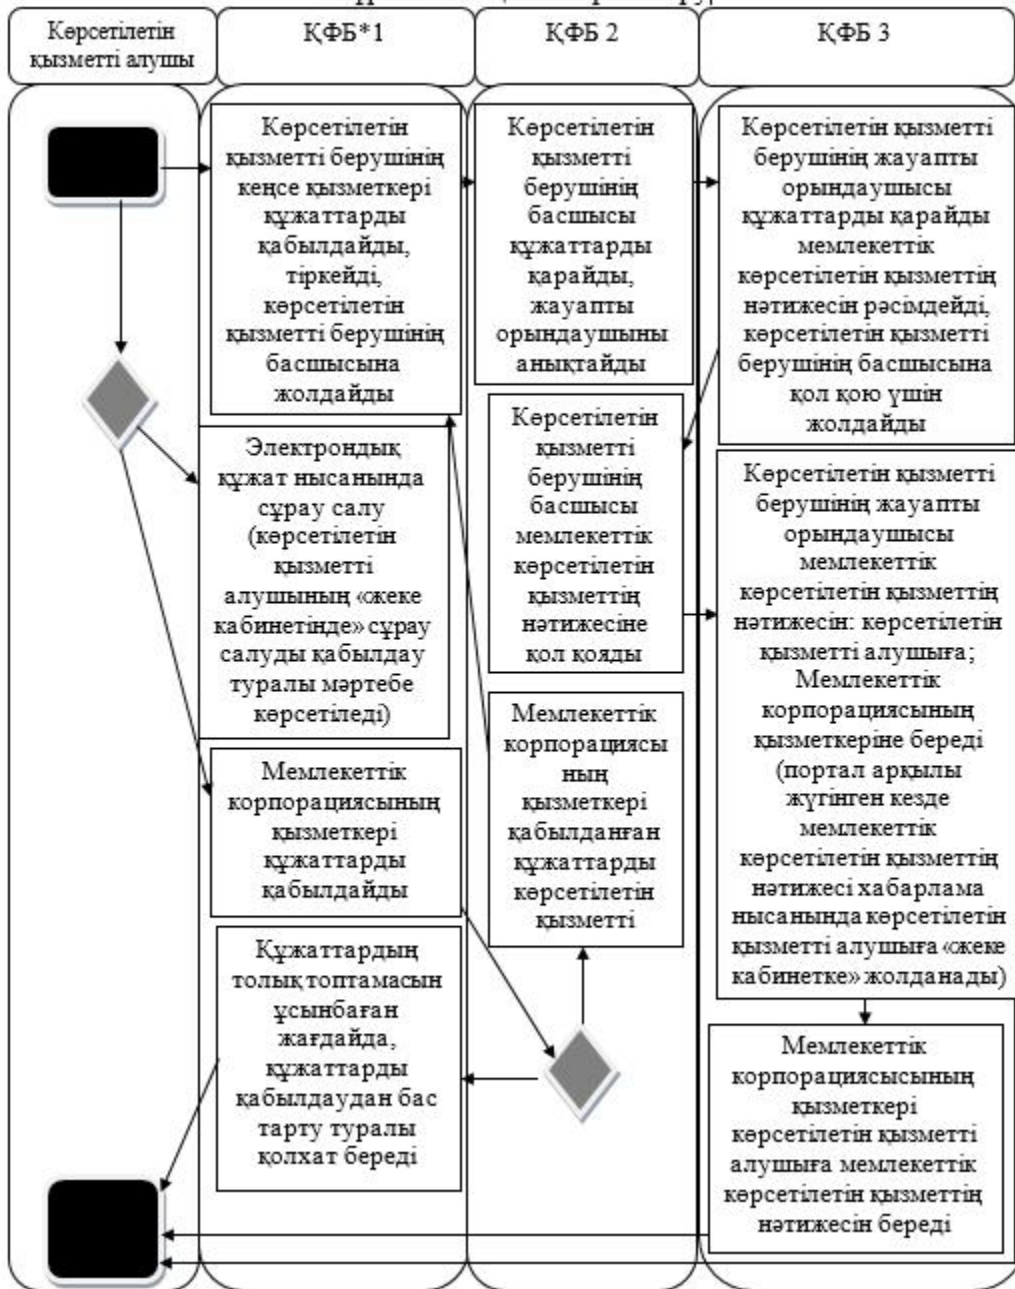 Көрсетілетін
қызметті алушы
ҚФБ*1
ҚФБ 2
ҚФБ 3
Көрсетілетін
қызметті берушінің
кеңсе қызметкері
құжаттарды
қабылдайды,
тіркейді,
көрсетілетін
қызметті берушінің
басшысына
жолдайды
Электрондық
құжат нысанында
сұрау салу
(көрсетілетін
қызметті
алушының «жеке
кабинетінде» сұрау
салуды қабылдау
туралы мәртебе
көрсетіледі)
Мемлекеттік
корпорациясының
қызметкері
құжаттарды
қабылдайды
Құжаттардың
толық топтамасын
ұсынбаған
жағдайда,
құжаттарды
қабылдаудан бас
тарту туралы
қолхат береді
Көрсетілетін
қызметті
берушінің
басшысы
құжаттарды
қарайды,
жауапты
орындаушыны
анықтайды
Көрсетілетін
қызметті
берушінің
басшысы
мемлекеттік
көрсетілетін
қызметтің
нәтижесіне
қол қояды
Мемлекеттік
корпорациясы
ның
қызметкері
қабылданған
құжаттарды
көрсетілетін
қызметті
Көрсетілетін қызметті
берушінің жауапты
орындаушысы
құжаттарды қарайды
мемлекеттік
көрсетілетін қызметтің
нәтижесін рәсімдейді,
көрсетілетін қызметті
берушінің басшысына
қол қою үшін
жолдайды
Көрсетілетін қызметті
берушінің жауапты
орындаушысы
мемлекеттік
көрсетілетін қызметтің
нәтижесін: көрсетілетін
қызметті алушыға;
Мемлекеттік
корпорациясының
қызметкеріне береді
(портал арқылы
жүгінген кезде
мемлекеттік
көрсетілетін қызметтің
нәтижесі хабарлама
нысанында көрсетілетін
қызметті алушыға «жеке
кабинетке» жолданады)
Мемлекеттік
корпорациясысының
қызметкері
көрсетілетін қызметті
алушыға мемлекеттік
көрсетілетін қызметтің
нәтижесін береді